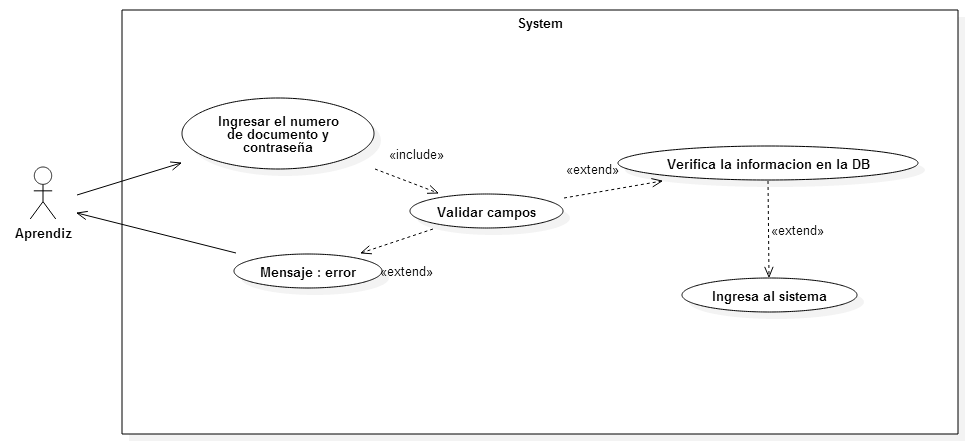 System
Ingresar el numero
de documento y
contraseña
«include»
«extend»
Verifica la informacion en la DB
Validar campos
Aprendiz
«extend»
Mensaje : error
«extend»
Ingresa al sistema